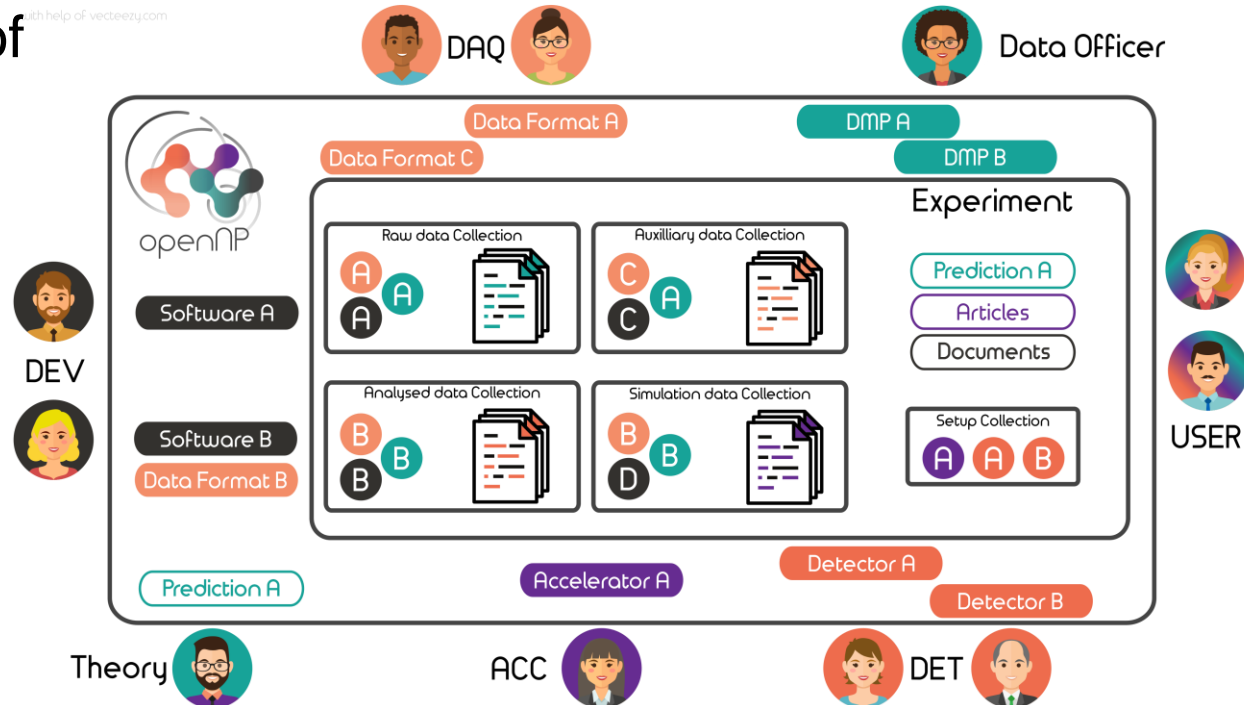 with help of vecteezy.com
of
DAQ
Data Officer
Data Format A
DMP A
Data Format C
DMP B
openNP
Experiment
Raw data Collection
Auxilliary data Collection
A
A
A
C
A
C
Prediction A
Articles
Documents
Software A
DEV
Analysed data Collection
Simulation data Collection
B
B
B
B
B
D
Setup Collection
A A B
USER
Software B
Data Format B
Prediction A
Accelerator A
Detector A
Detector B
Theory
ACC
DET